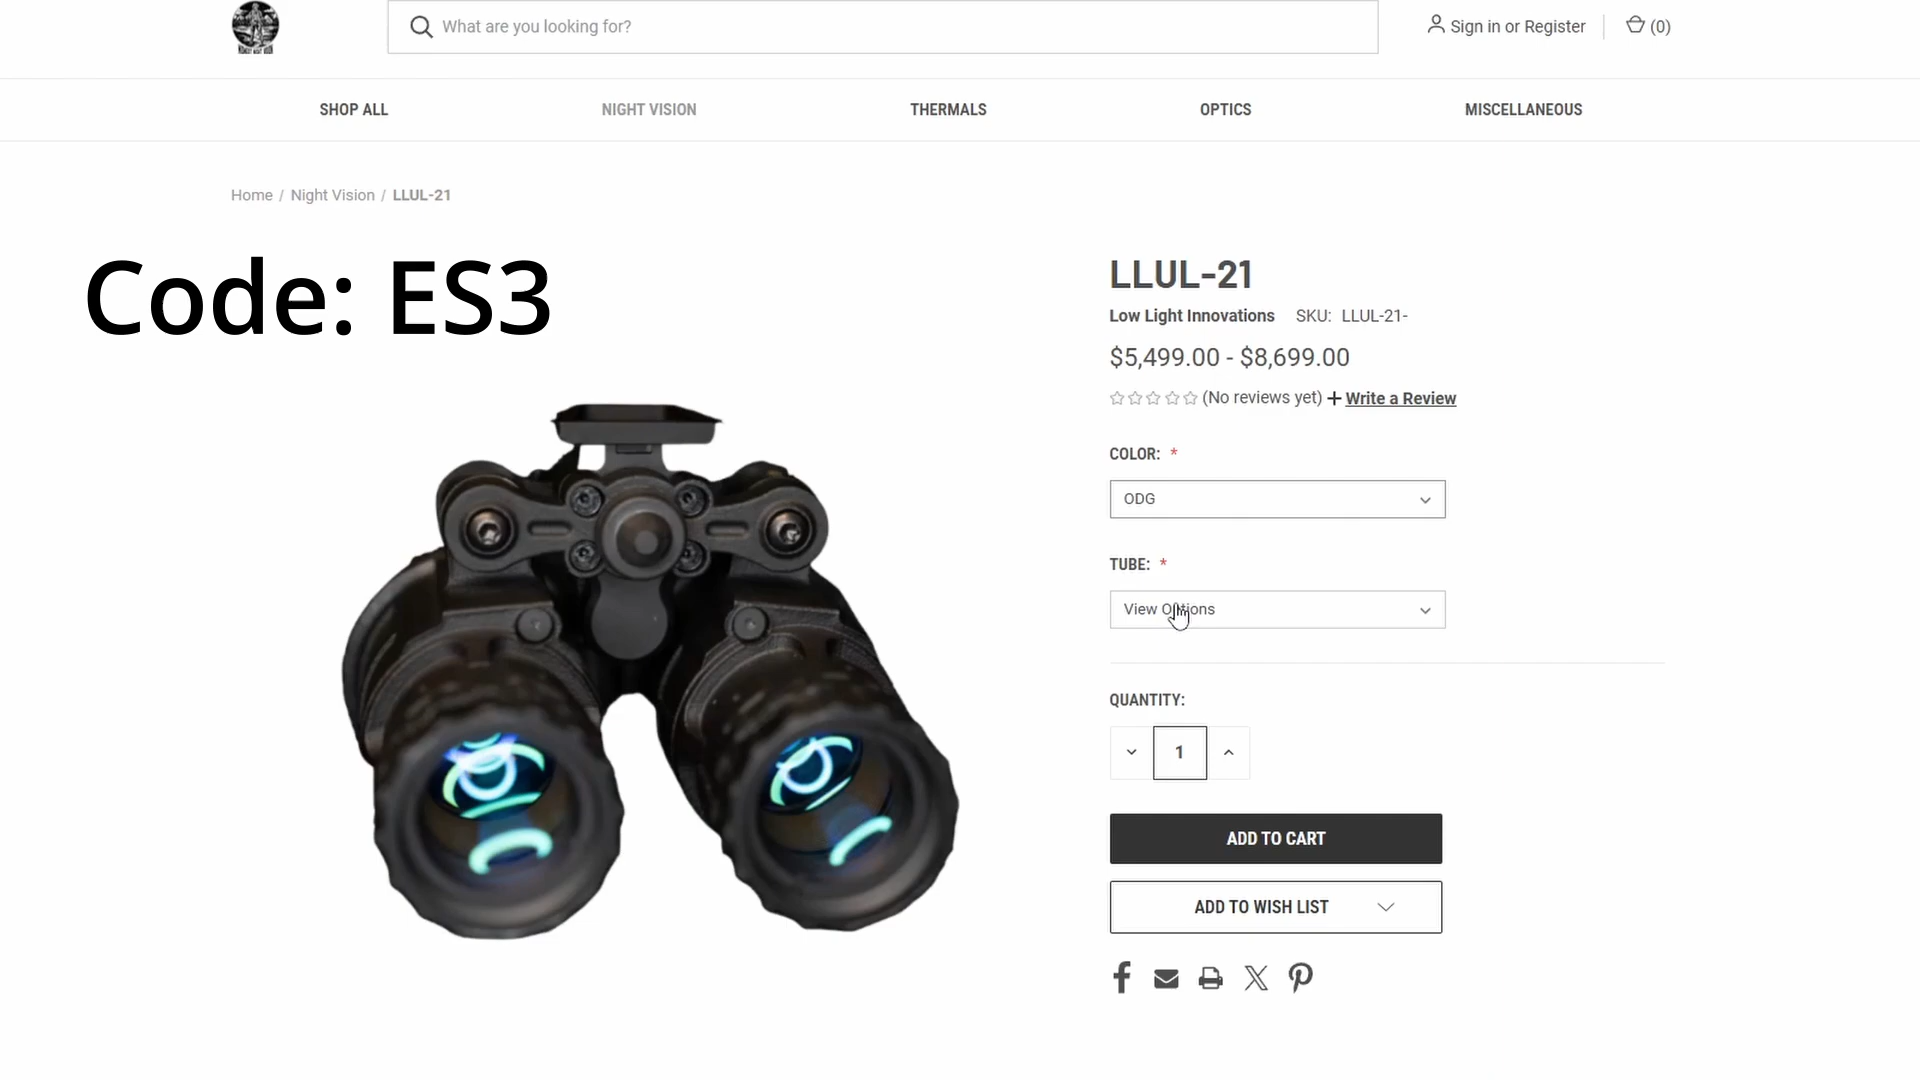 What are you looking for?
Sign in or Register
(0)
SHOP ALL
NIGHT VISION
THERMALS
OPTICS
MISCELLANEOUS
Home / Night Vision / LLUL-21
Code: ES3
LLUL-21
Low Light Innovations SKU: LLUL-21-
$5,499.00 - $8,699.00
(No reviews yet) + Write a Review
COLOR: *
ODG
TUBE: *
View Options
QUANTITY:
1
ADD TO CART
ADD TO WISH LIST